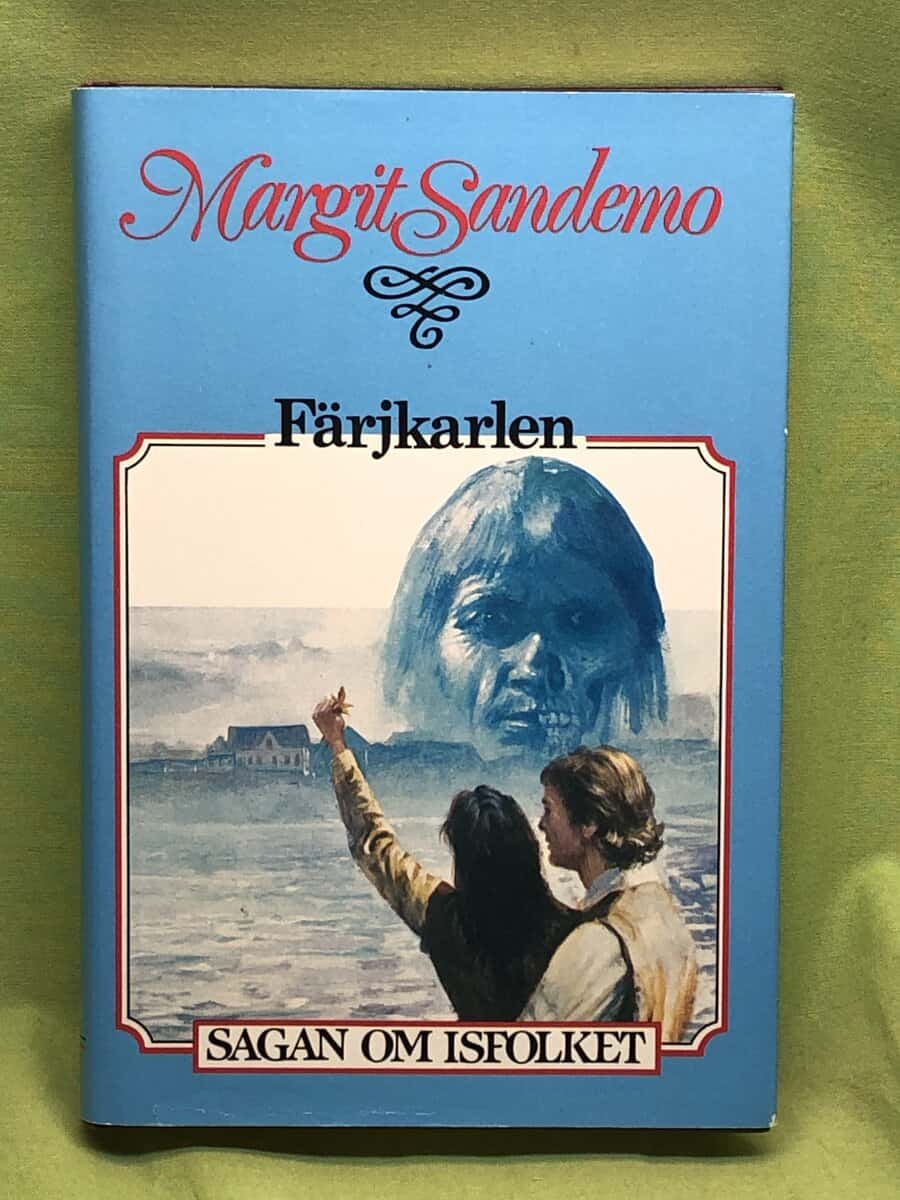 Margit Sandemo
Färjkarlen
SAGAN OM ISFOLKET